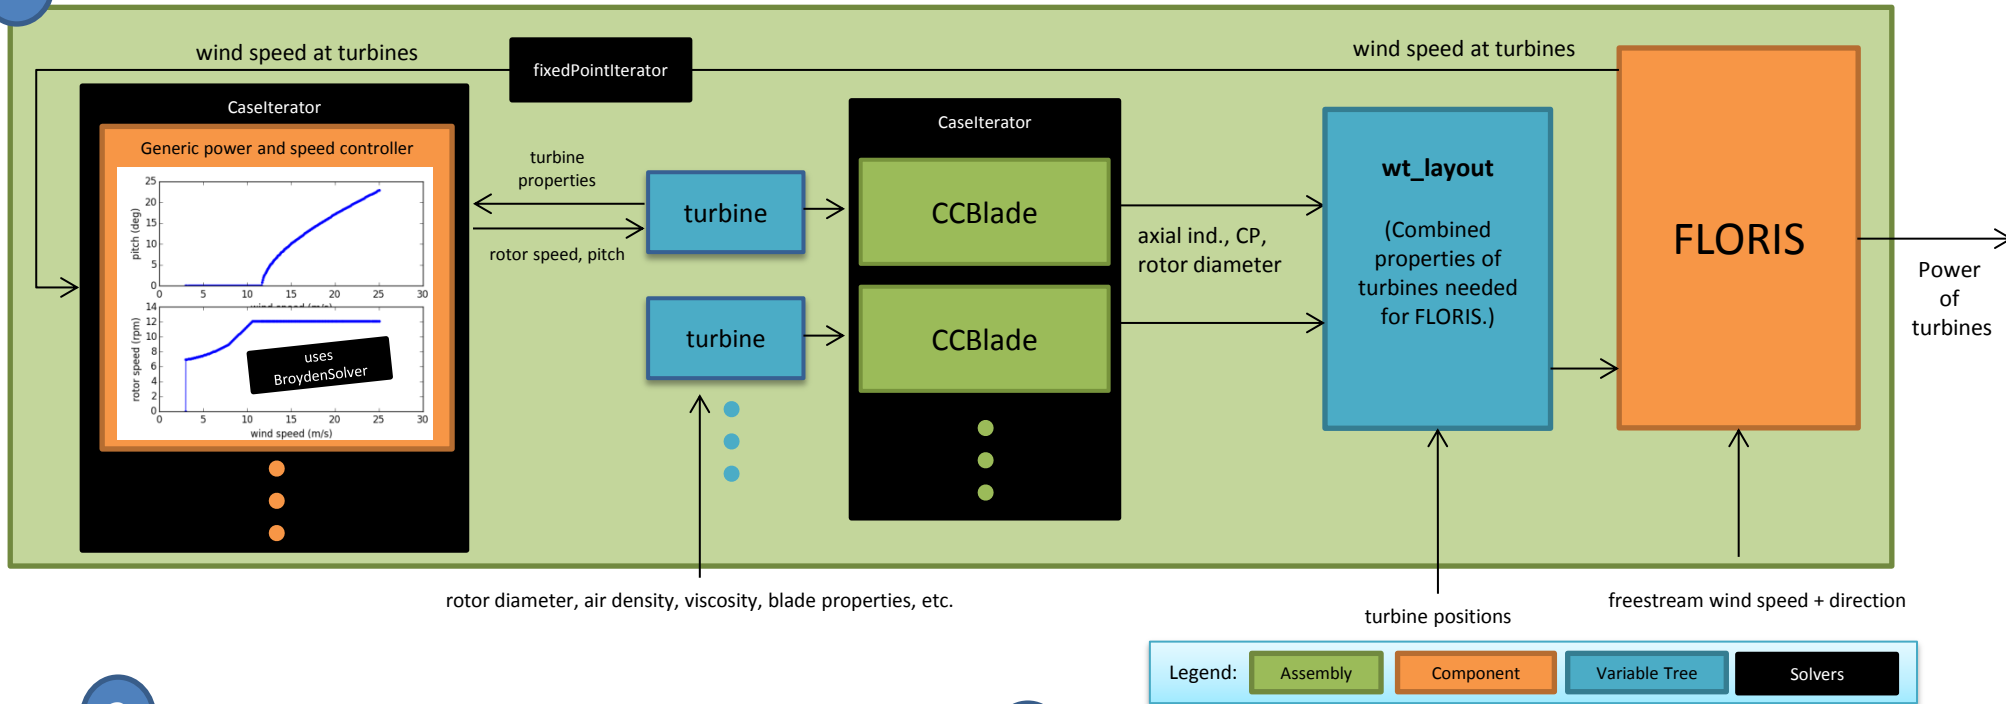 wind speed at turbines
fixedPointIterator
wind speed at turbines
CaseIterator
Generic power and speed controller
25
20
15
10
5
0
pitch (deg)
0 5 10 15 20 25 30
14
12
10
8
6
4
2
0
rotor speed (rpm)
uses
BroydenSolver
0 5 10 15 20 25 30
wind speed (m/s)
turbine
properties
rotor speed, pitch
turbine
turbine
CaseIterator
CCBlade
CCBlade
axial ind., CP,
rotor diameter
wt_layout
(Combined
properties of
turbines needed
for FLORIS.)
FLORIS
Power
of
turbines
rotor diameter, air density, viscosity, blade properties, etc.
turbine positions
freestream wind speed + direction
Legend:
Assembly
Component
Variable Tree
Solvers